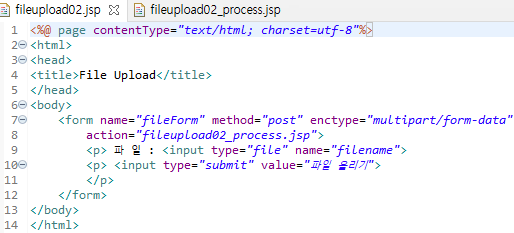 fileupload02.jsp fileupload02_process.jsp
1 <%@ page contentType="text/html; charset=utf-8"%>
2 <html>
3 <head>
4 <title>File Upload</title>
5 </head>
6 <body>
7 <form name="fileForm" method="post" enctype="multipart/form-data"
8 action="fileupload02_process.jsp">
9 <p> 파 일 : <input type="file" name="filename">
10 <p> <input type="submit" value="파일 올리기">
11 </p>
12 </form>
13 </body>
14 </html>